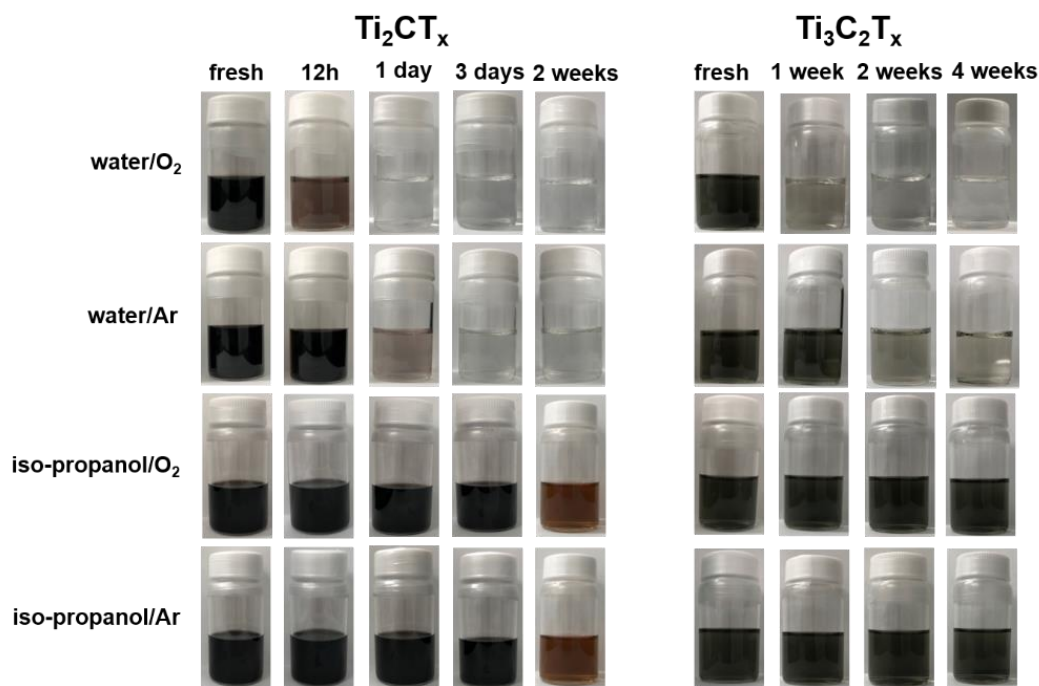 Ti₂CTₓ Ti₃C₂Tₓ
fresh 12h 1 day 3 days 2 weeks fresh 1 week 2 weeks 4 weeks
water/O₂
water/Ar
iso-propanol/O₂
iso-propanol/Ar